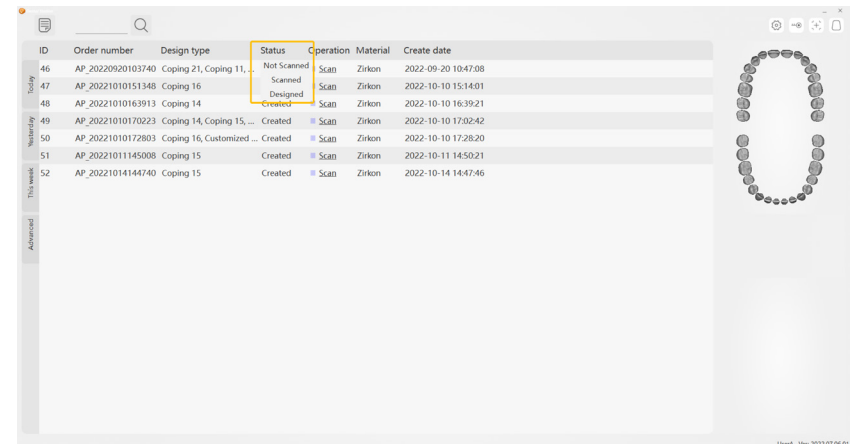 ID Order number Design type Status Operation Material Create date
46 AP_20220920103740 Coping 21, Coping 11, ... Not Scanned Scan Zirkon 2022-09-20 10:47:08
47 AP_20221010151348 Coping 16 Scanned Scan Zirkon 2022-10-10 15:14:01
Designed
48 AP_20221010163913 Coping 14 Created Scan Zirkon 2022-10-10 16:39:21
49 AP_20221010170223 Coping 14, Coping 15, ... Created Scan Zirkon 2022-10-10 17:02:42
50 AP_20221010172803 Coping 16, Customized ... Created Scan Zirkon 2022-10-10 17:28:20
51 AP_20221011145008 Coping 15 Created Scan Zirkon 2022-10-11 14:50:21
52 AP_20221014144740 Coping 15 Created Scan Zirkon 2022-10-14 14:47:46
Today
Yesterday
This week
Advanced